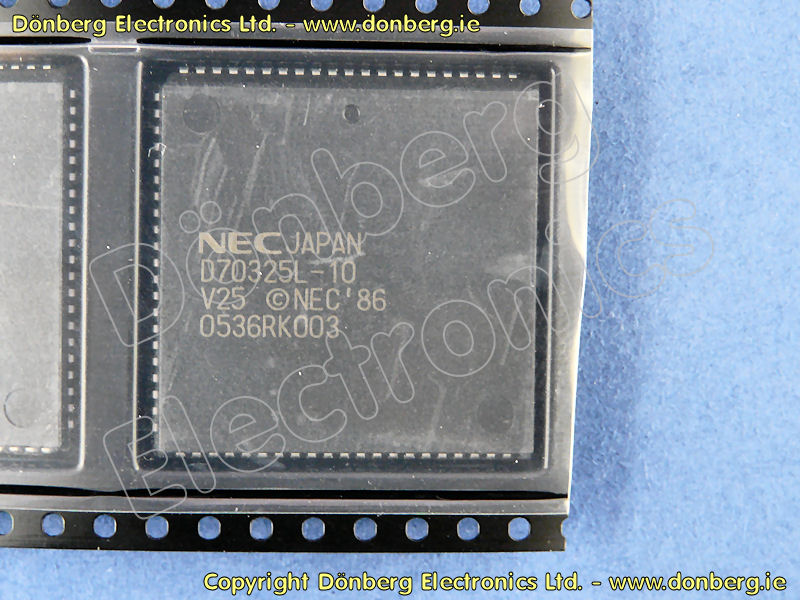 Dönberg Electronics Ltd. - www.donberg.ie
NEC JAPAN
D70325L-10
V25 ©NEC'86
0536RK003
Dönberg
Electronics
Copyright Dönberg Electronics Ltd. - www.donberg.ie